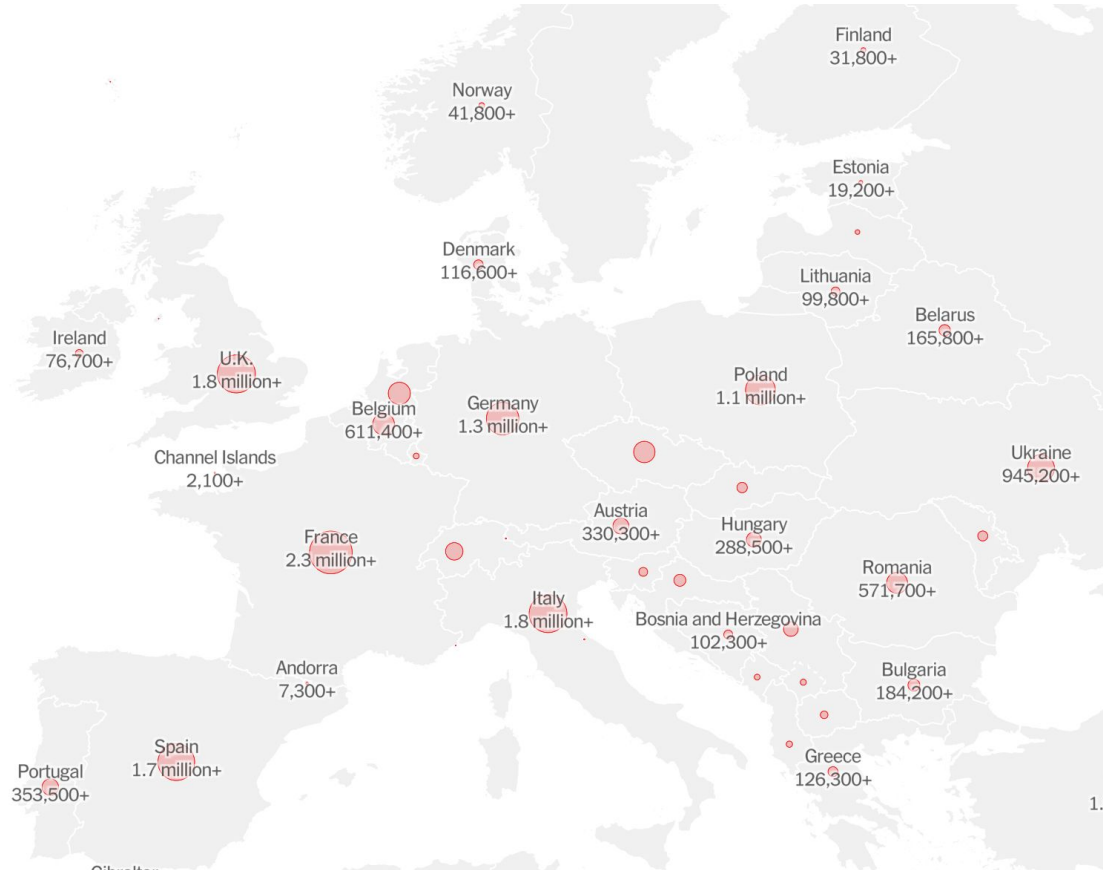 Finland
31,800+
Norway
41,800+
Estonia
19,200+
Denmark
116,600+
Lithuania
99,800+
Belarus
165,800+
Ireland
76,700+
U.K.
1.8 million+
Poland
1.1 million+
Belgium
611,400+
Germany
1.3 million+
Channel Islands
2,100+
Ukraine
945,200+
Austria
330,300+
Hungary
288,500+
France
2.3 million+
Romania
571,700+
Italy
1.8 million+
Bosnia and Herzegovina
102,300+
Andorra
7,300+
Bulgaria
184,200+
Spain
1.7 million+
Portugal
353,500+
Greece
126,300+
1.